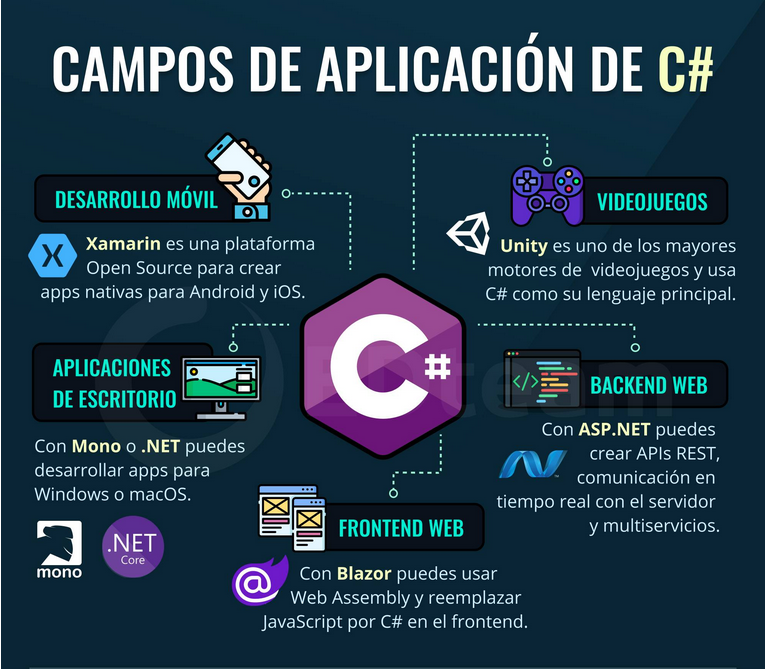 CAMPOS DE APLICACIÓN DE C#
DESARROLLO MÓVIL
X
Xamarin es una plataforma
Open Source para crear
apps nativas para Android y iOS.
VIDEOJUEGOS
Unity es uno de los mayores
motores de videojuegos y usa
C# como su lenguaje principal.
C#
APLICACIONES
DE ESCRITORIO
Con Mono o .NET puedes
desarrollar apps para
Windows o macOS.
mono
.NET
Core
</>
BACKEND WEB
Con ASP.NET puedes
crear APIs REST,
comunicación en
tiempo real con el servidor
y multiservicios.
FRONTEND WEB
@
Con Blazor puedes usar
Web Assembly y reemplazar
JavaScript por C# en el frontend.
EDteam